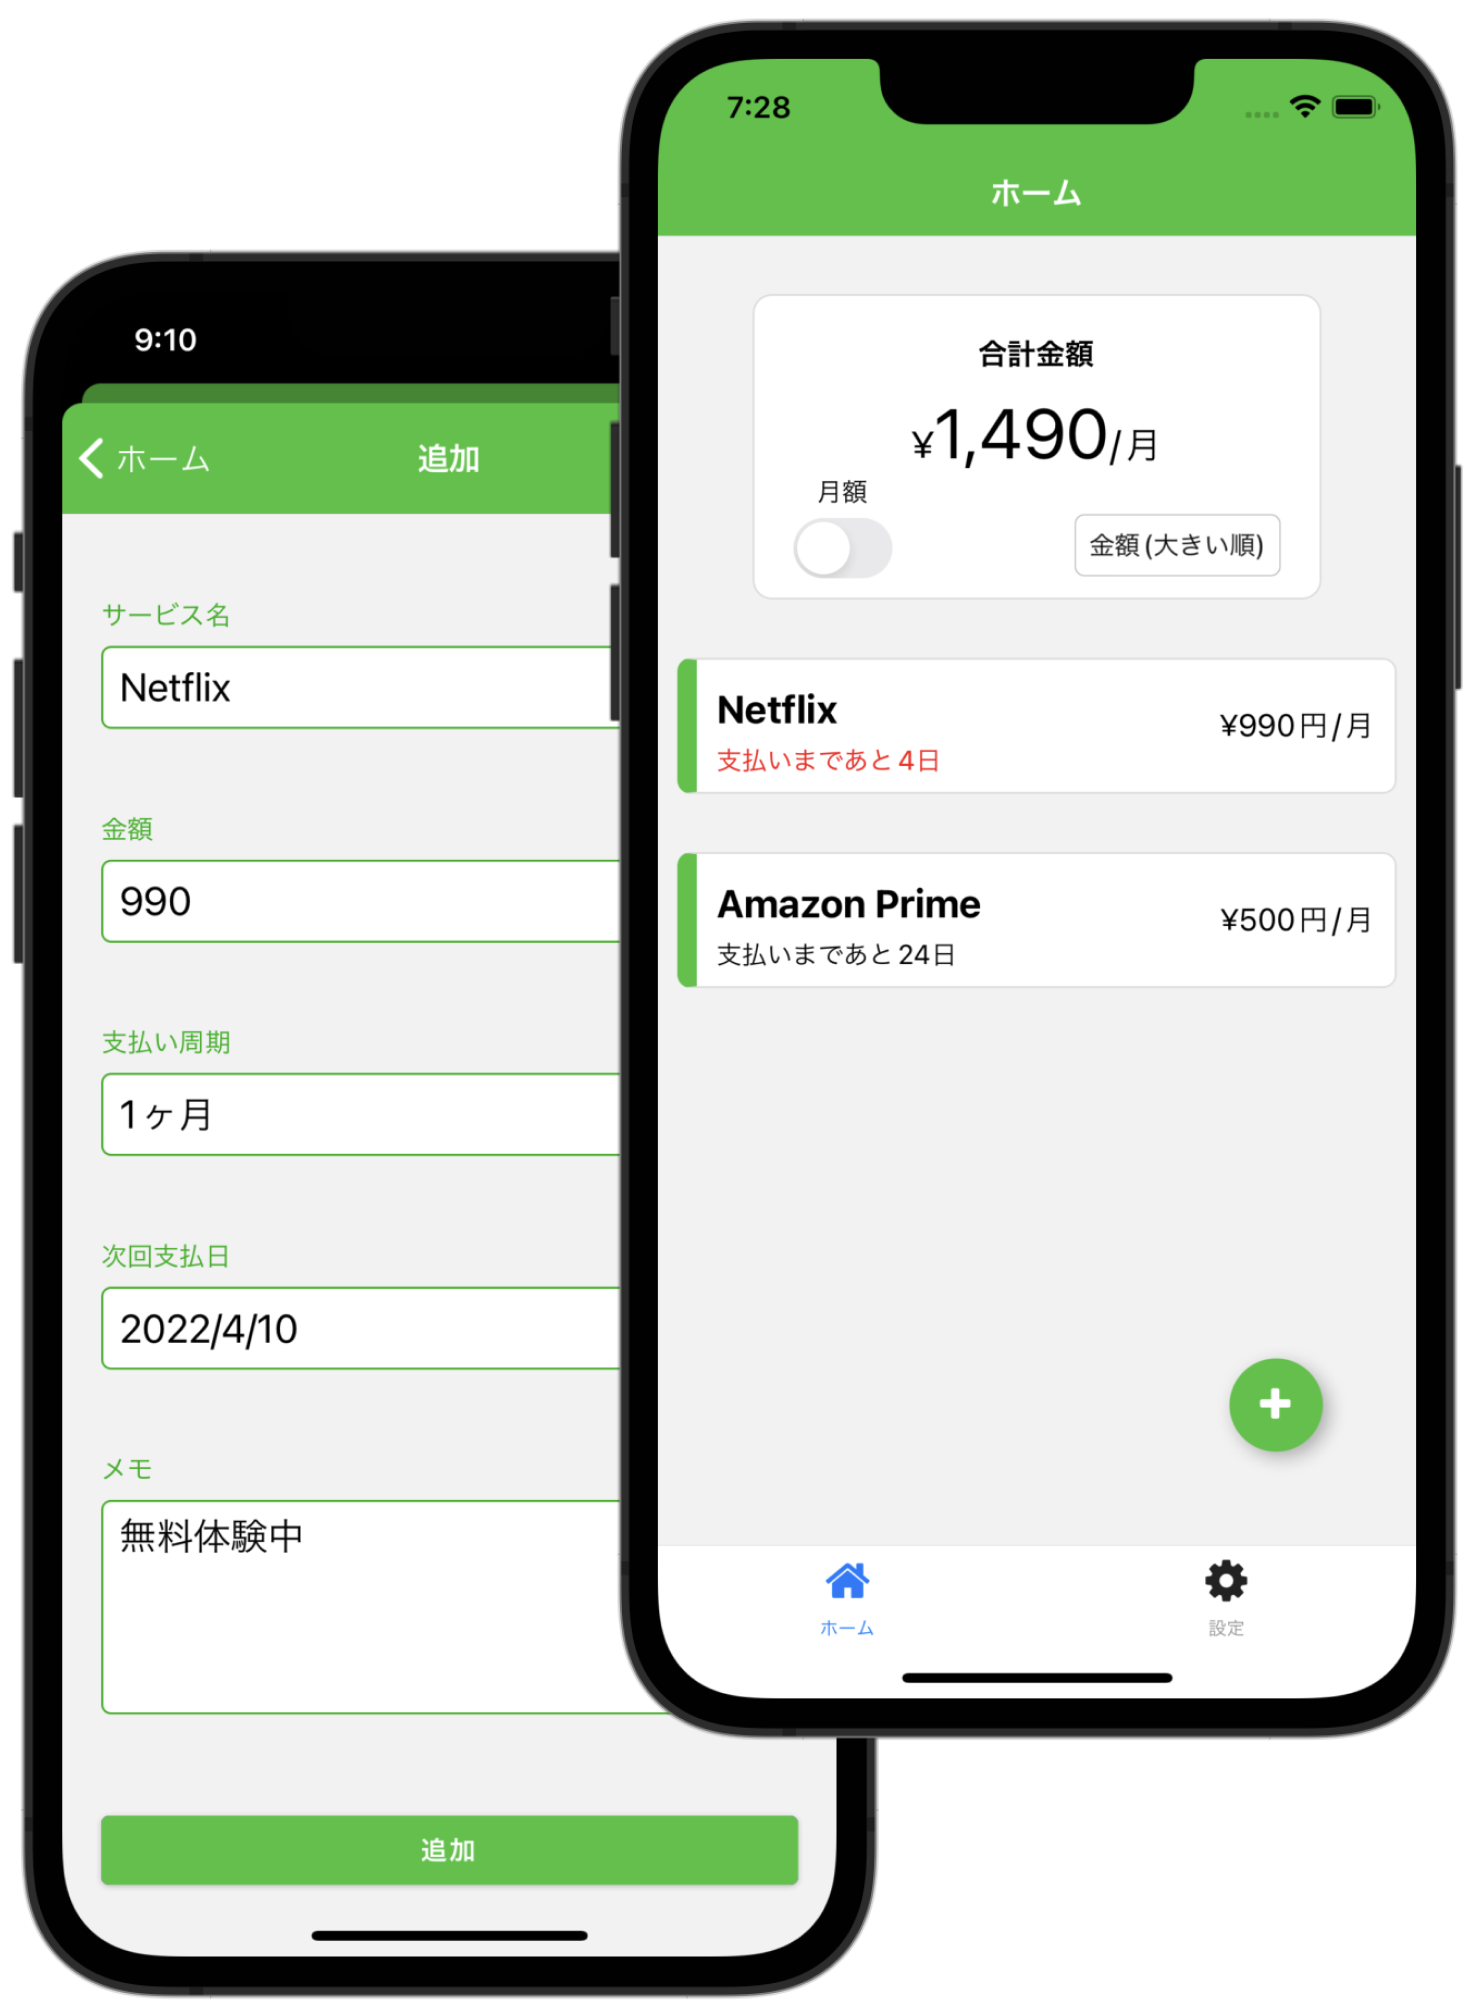 9:10
ホーム
追加
サービス名
Netflix
金額
990
支払い周期
1ヶ月
次回支払日
2022/4/10
メモ
無料体験中
追加
7:28
ホーム
合計金額
¥1,490/月
月額
金額(大きい順)
Netflix
¥990円/月
支払いまであと4日
Amazon Prime
¥500円/月
支払いまであと24日
ホーム
設定